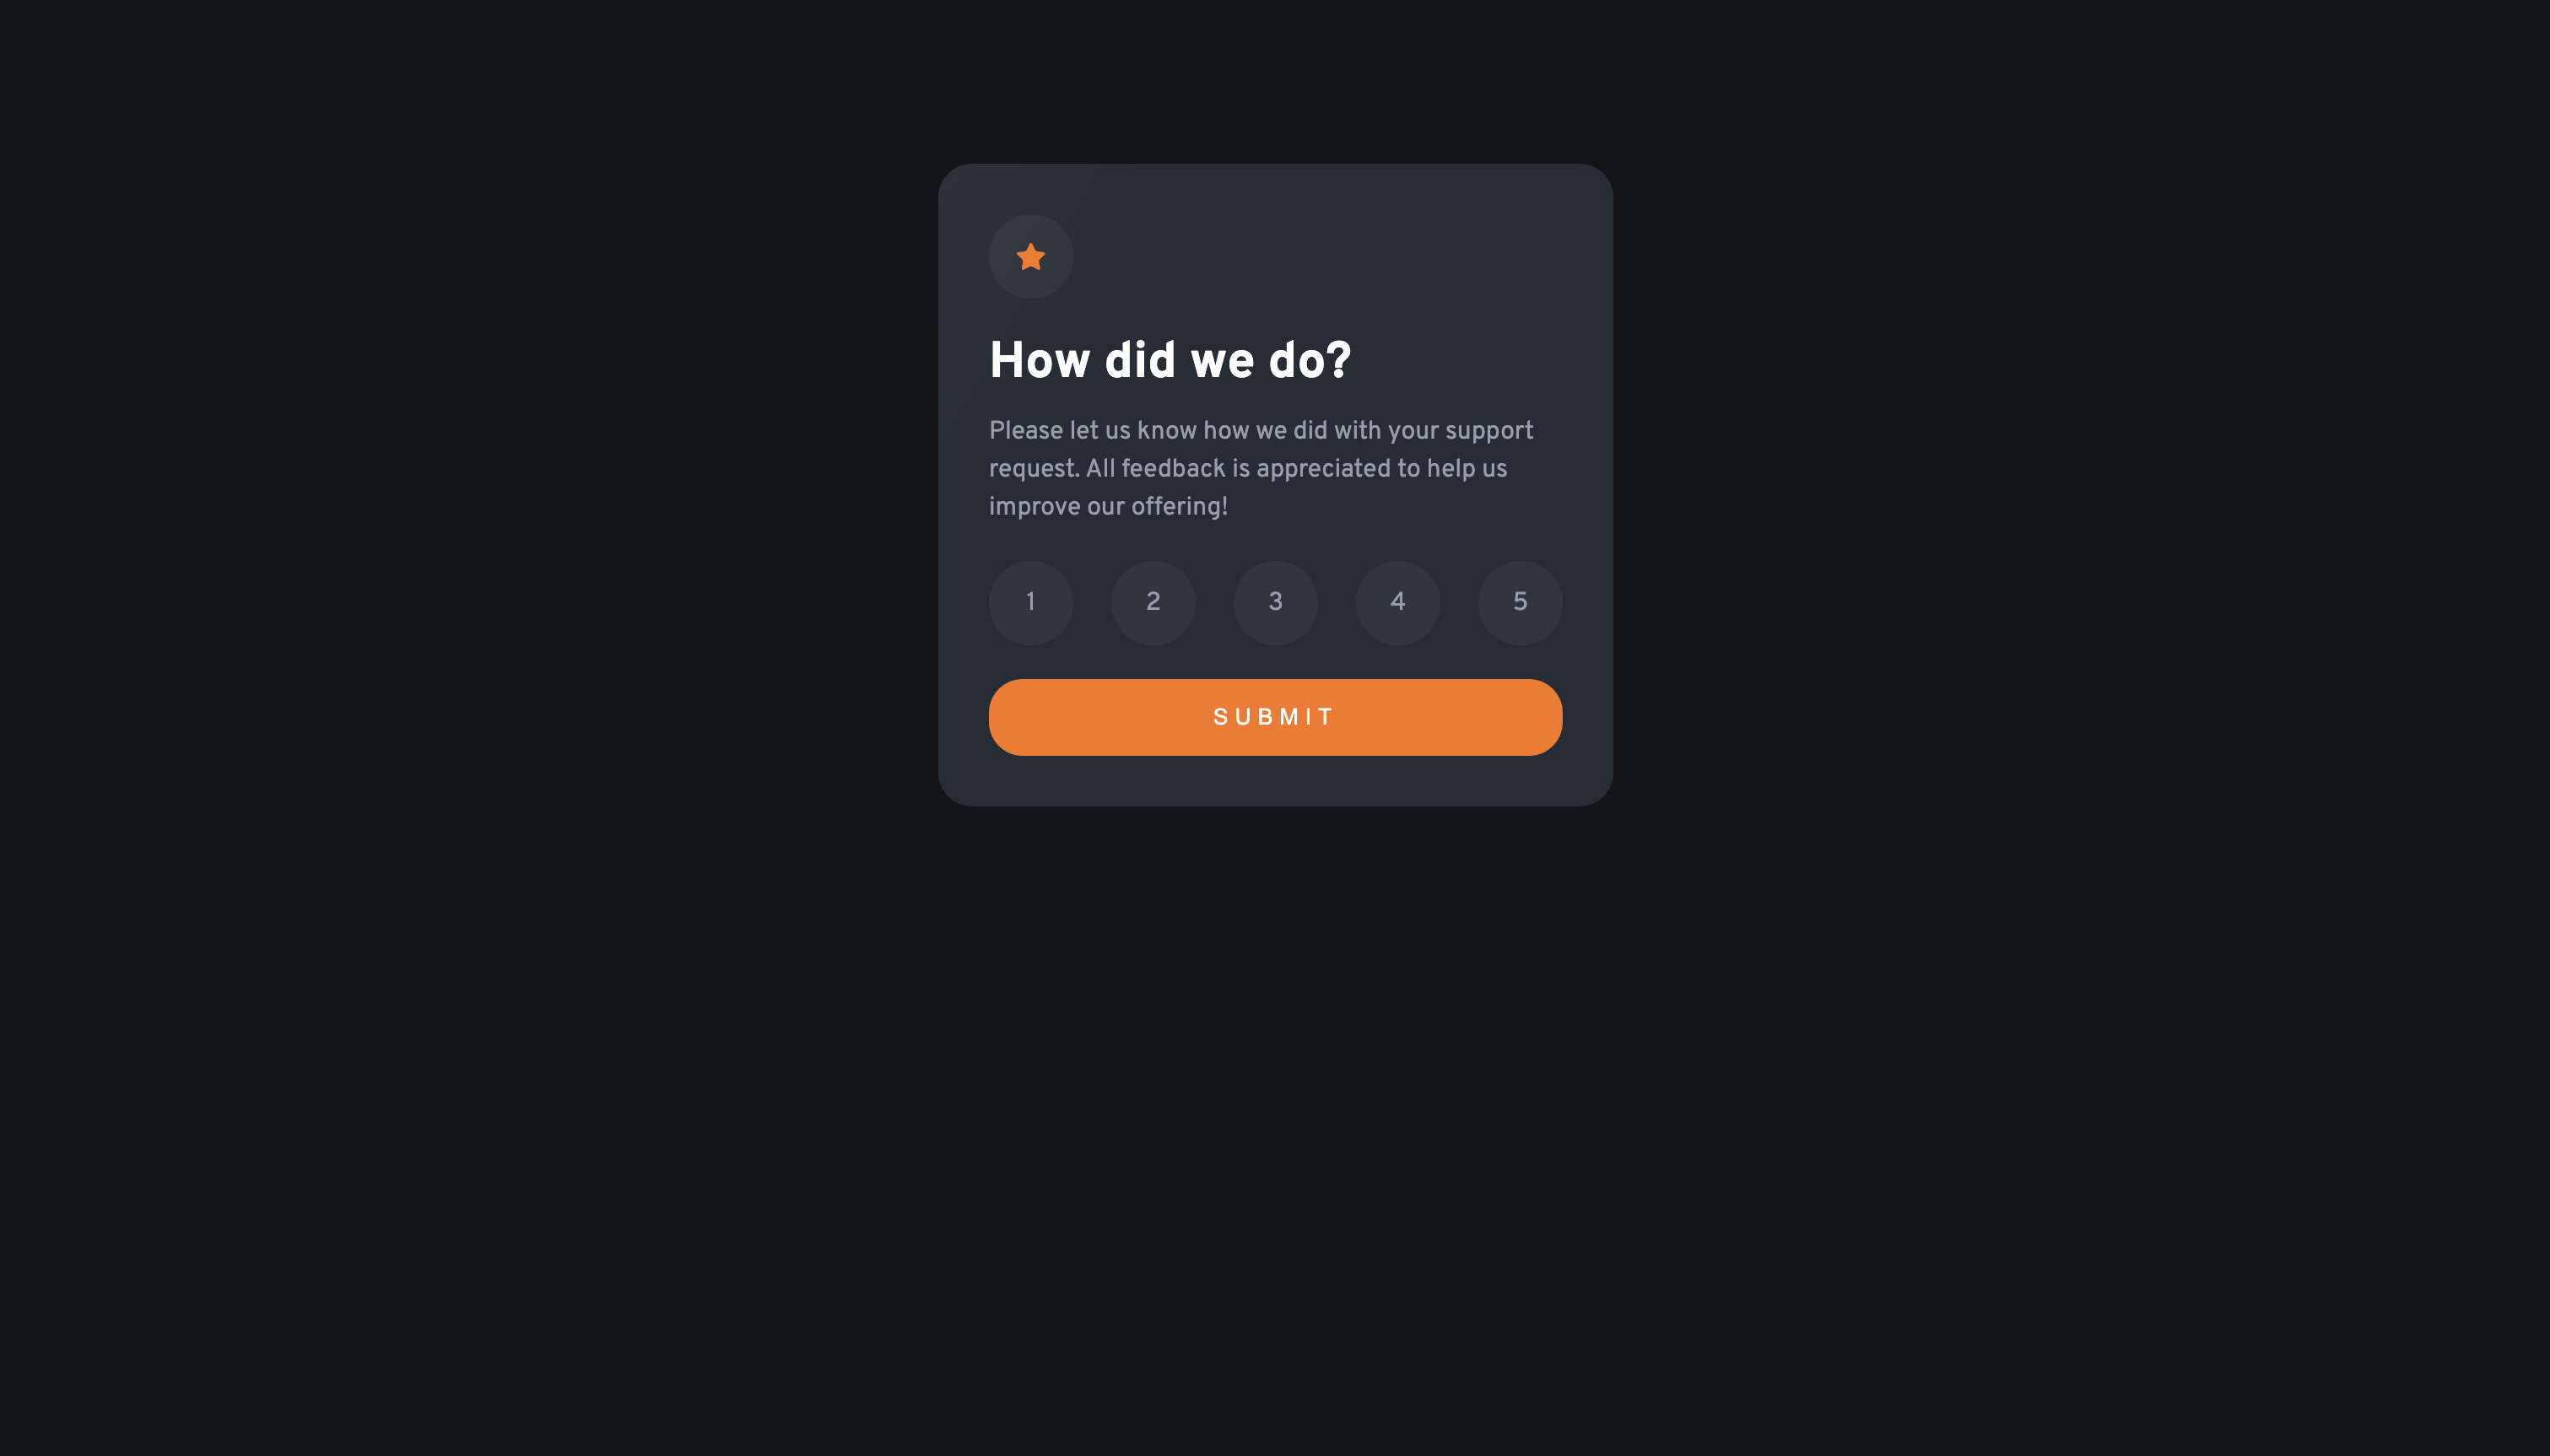 How did we do?
Please let us know how we did with your support
request. All feedback is appreciated to help us
improve our offering!
1 2 3 4 5
SUBMIT